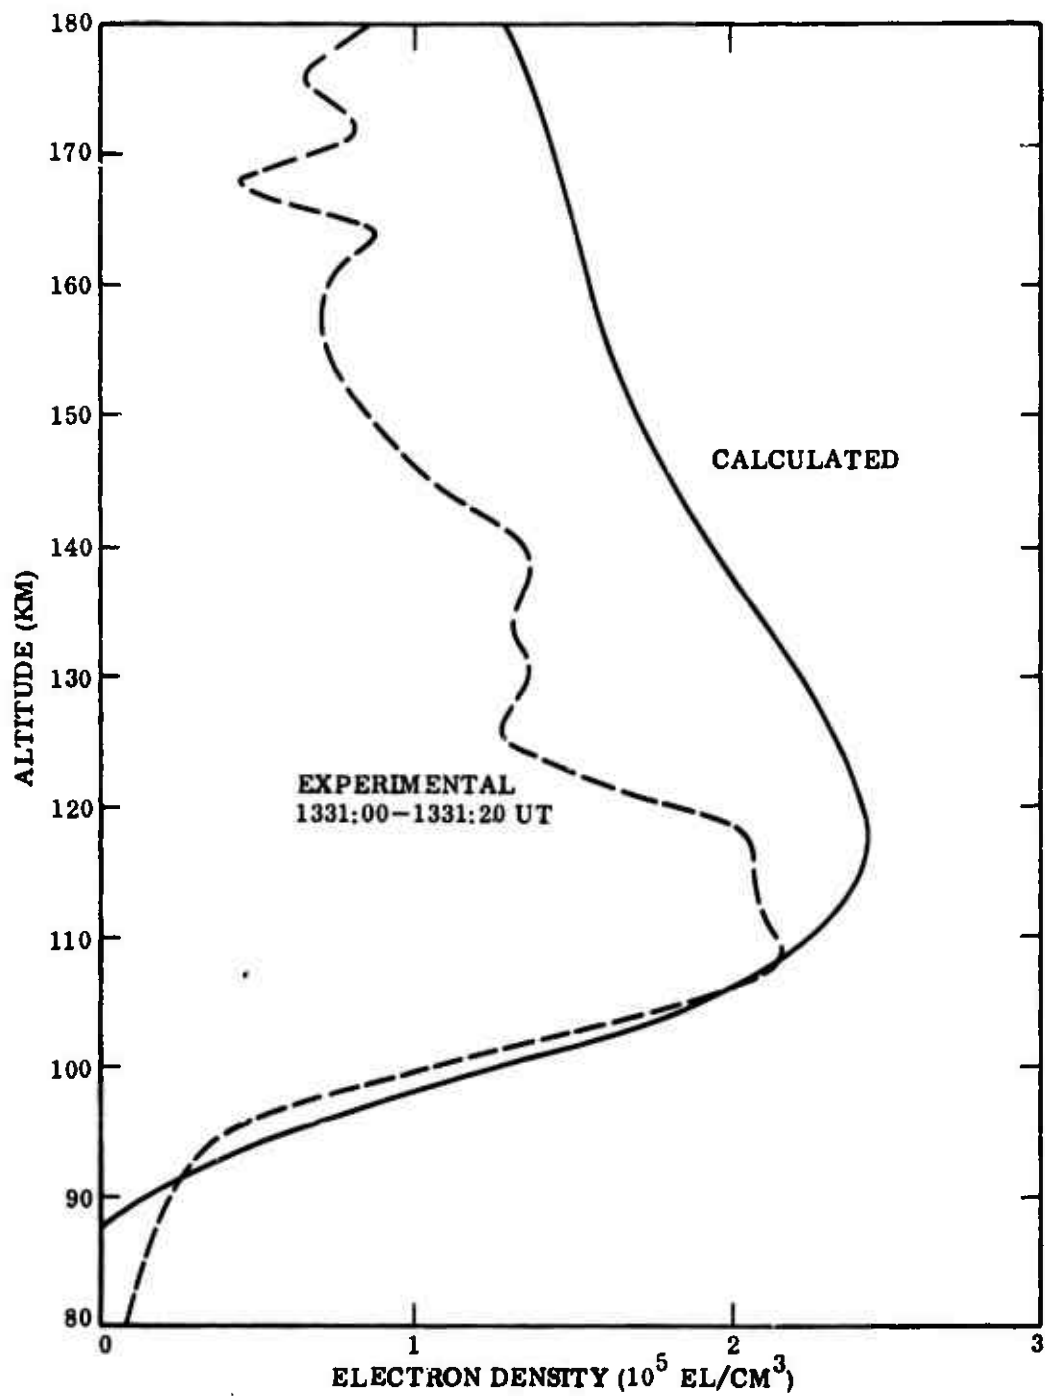 180
170
160
150
140
130
120
110
100
90
80
ALTITUDE (KM)
CALCULATED
EXPERIMENTAL
1331:00-1331:20 UT
0 1 2 3
ELECTRON DENSITY (10⁵ EL/CM³)